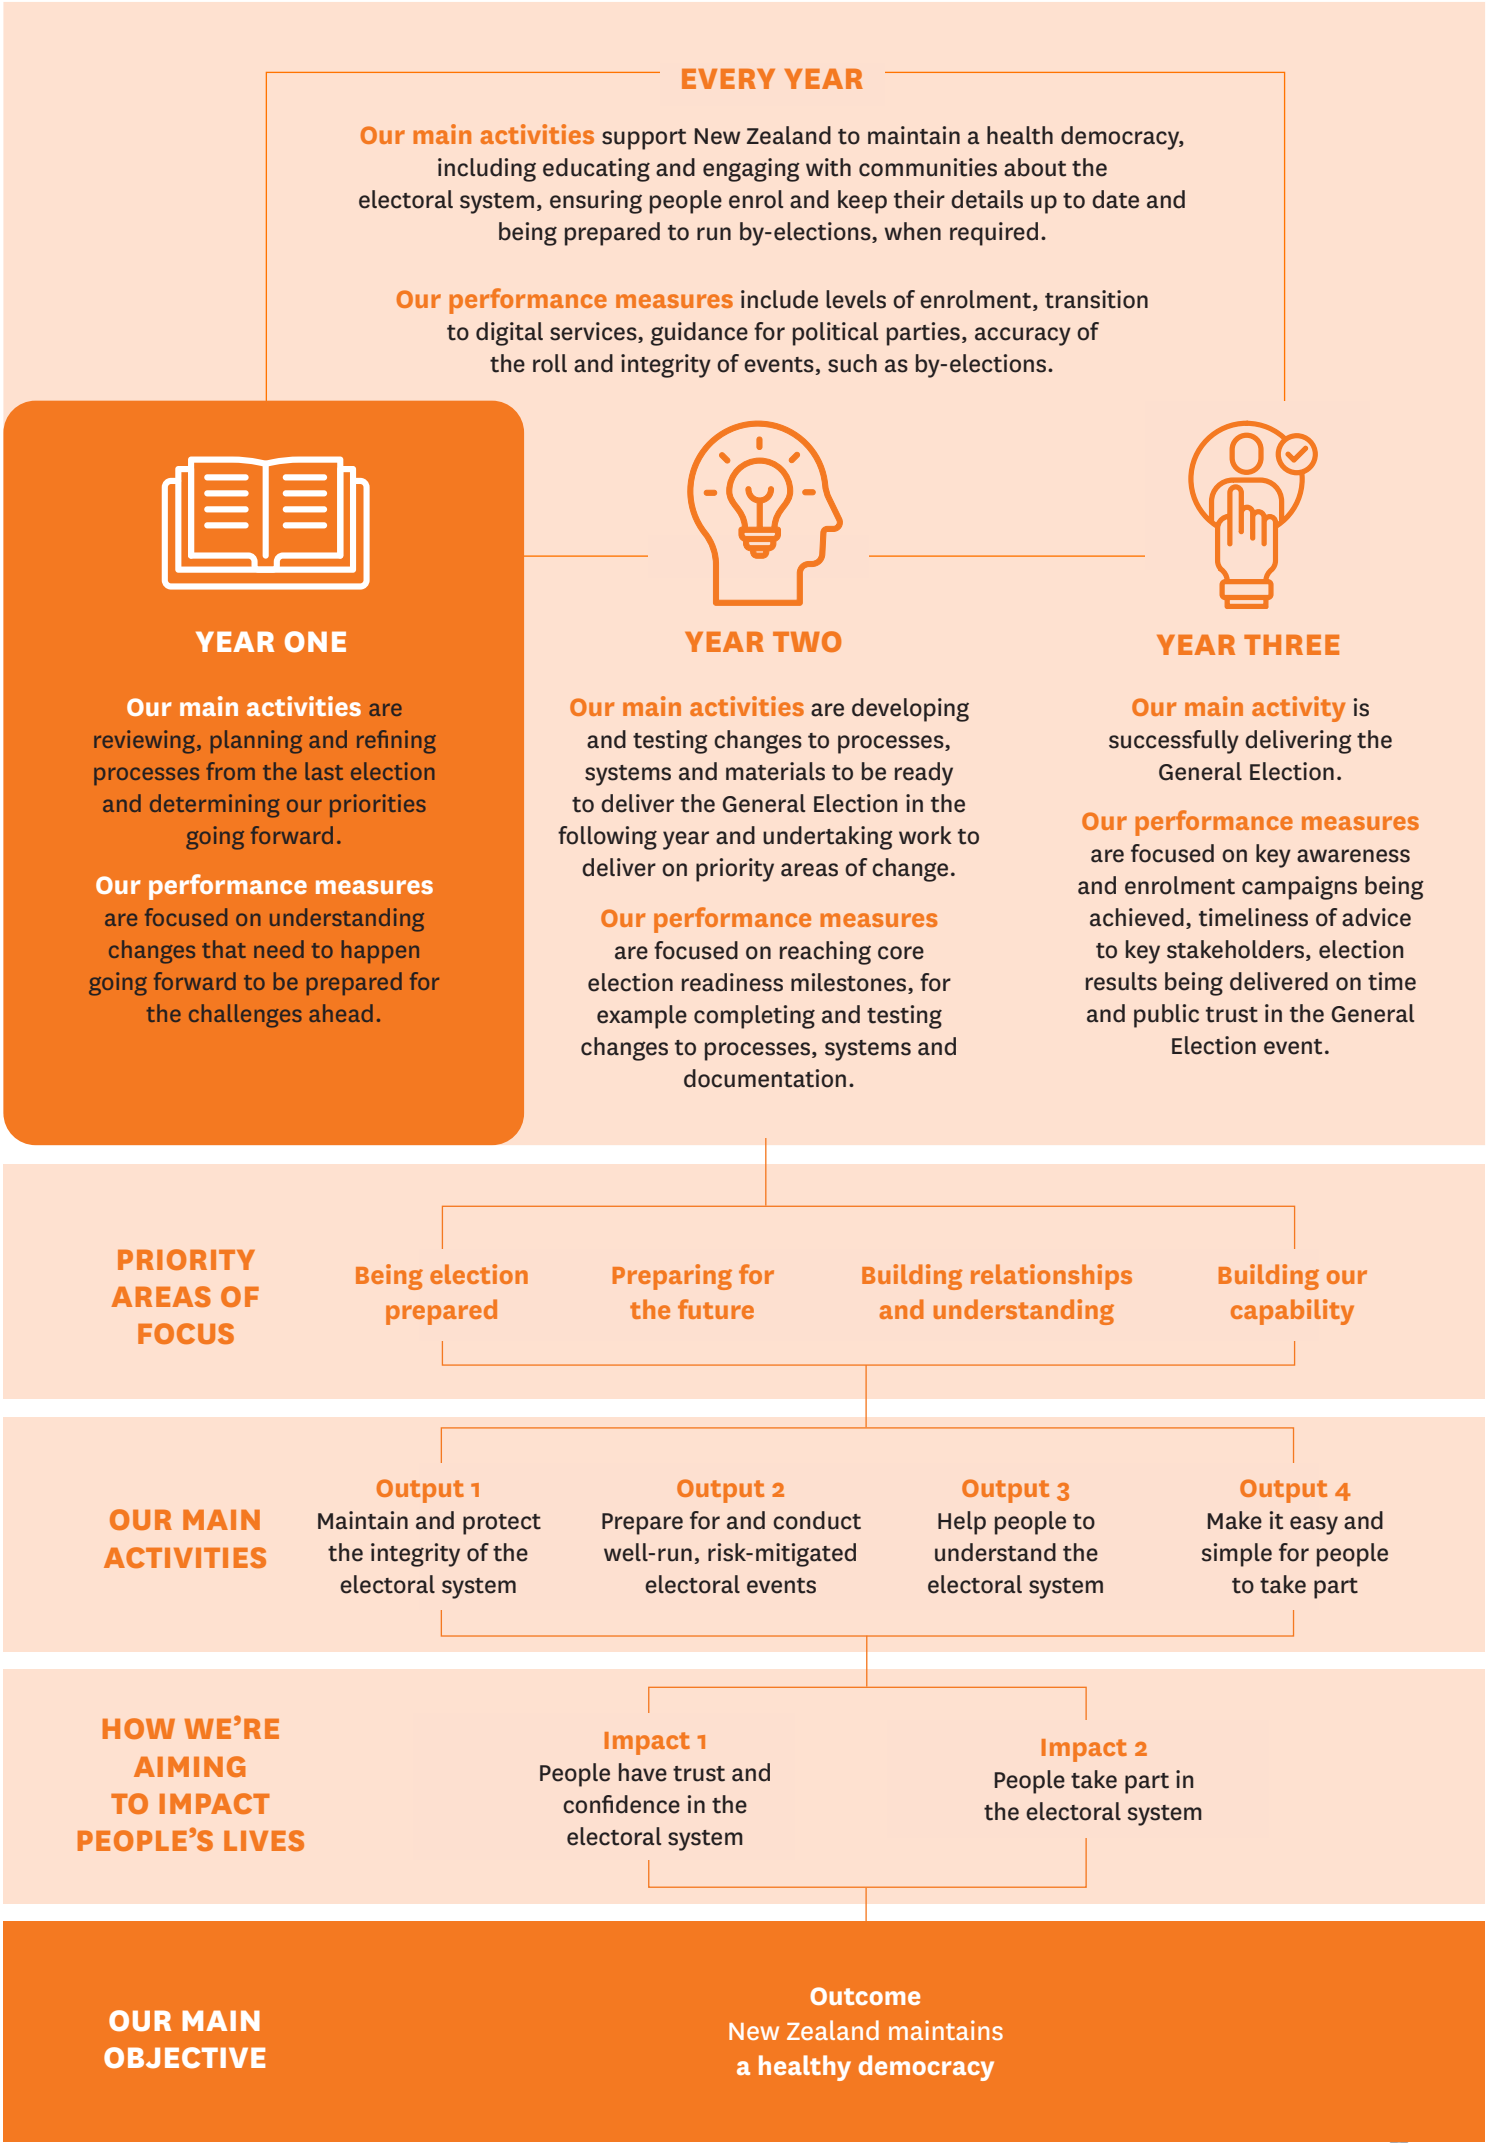 EVERY YEAR
Our main activities support New Zealand to maintain a health democracy,
including educating and engaging with communities about the
electoral system, ensuring people enrol and keep their details up to date and
being prepared to run by-elections, when required.
Our performance measures include levels of enrolment, transition
to digital services, guidance for political parties, accuracy of
the roll and integrity of events, such as by-elections.
YEAR ONE
Our main activities are
reviewing, planning and refining
processes from the last election
and determining our priorities
going forward.
Our performance measures
are focused on understanding
changes that need to happen
going forward to be prepared for
the challenges ahead.
YEAR TWO
Our main activities are developing
and testing changes to processes,
systems and materials to be ready
to deliver the General Election in the
following year and undertaking work to
deliver on priority areas of change.
Our performance measures
are focused on reaching core
election readiness milestones, for
example completing and testing
changes to processes, systems and
documentation.
YEAR THREE
Our main activity is
successfully delivering the
General Election.
Our performance measures
are focused on key awareness
and enrolment campaigns being
achieved, timeliness of advice
to key stakeholders, election
results being delivered on time
and public trust in the General
Election event.
PRIORITY
AREAS OF
FOCUS
Being election
prepared
Preparing for
the future
Building relationships
and understanding
Building our
capability
OUR MAIN
ACTIVITIES
Output 1
Maintain and protect
the integrity of the
electoral system
Output 2
Prepare for and conduct
well-run, risk-mitigated
electoral events
Output 3
Help people to
understand the
electoral system
Output 4
Make it easy and
simple for people
to take part
HOW WE'RE
AIMING
TO IMPACT
PEOPLE'S LIVES
Impact 1
People have trust and
confidence in the
electoral system
Impact 2
People take part in
the electoral system
OUR MAIN
OBJECTIVE
Outcome
New Zealand maintains
a healthy democracy